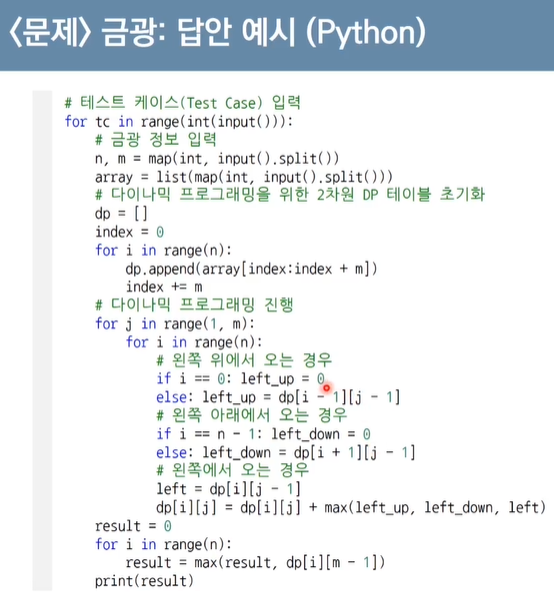 <문제> 금광: 답안 예시 (Python)
# 테스트 케이스(Test Case) 입력
for tc in range(int(input())):
    # 금광 정보 입력
    n, m = map(int, input().split())
    array = list(map(int, input().split()))
    # 다이나믹 프로그래밍을 위한 2차원 DP 테이블 초기화
    dp = []
    index = 0
    for i in range(n):
        dp.append(array[index:index + m])
        index += m
    # 다이나믹 프로그래밍 진행
    for j in range(1, m):
        for i in range(n):
            # 왼쪽 위에서 오는 경우
            if i == 0: left_up = 0
            else: left_up = dp[i - 1][j - 1]
            # 왼쪽 아래에서 오는 경우
            if i == n - 1: left_down = 0
            else: left_down = dp[i + 1][j - 1]
            # 왼쪽에서 오는 경우
            left = dp[i][j - 1]
            dp[i][j] = dp[i][j] + max(left_up, left_down, left)
    result = 0
    for i in range(n):
        result = max(result, dp[i][m - 1])
    print(result)